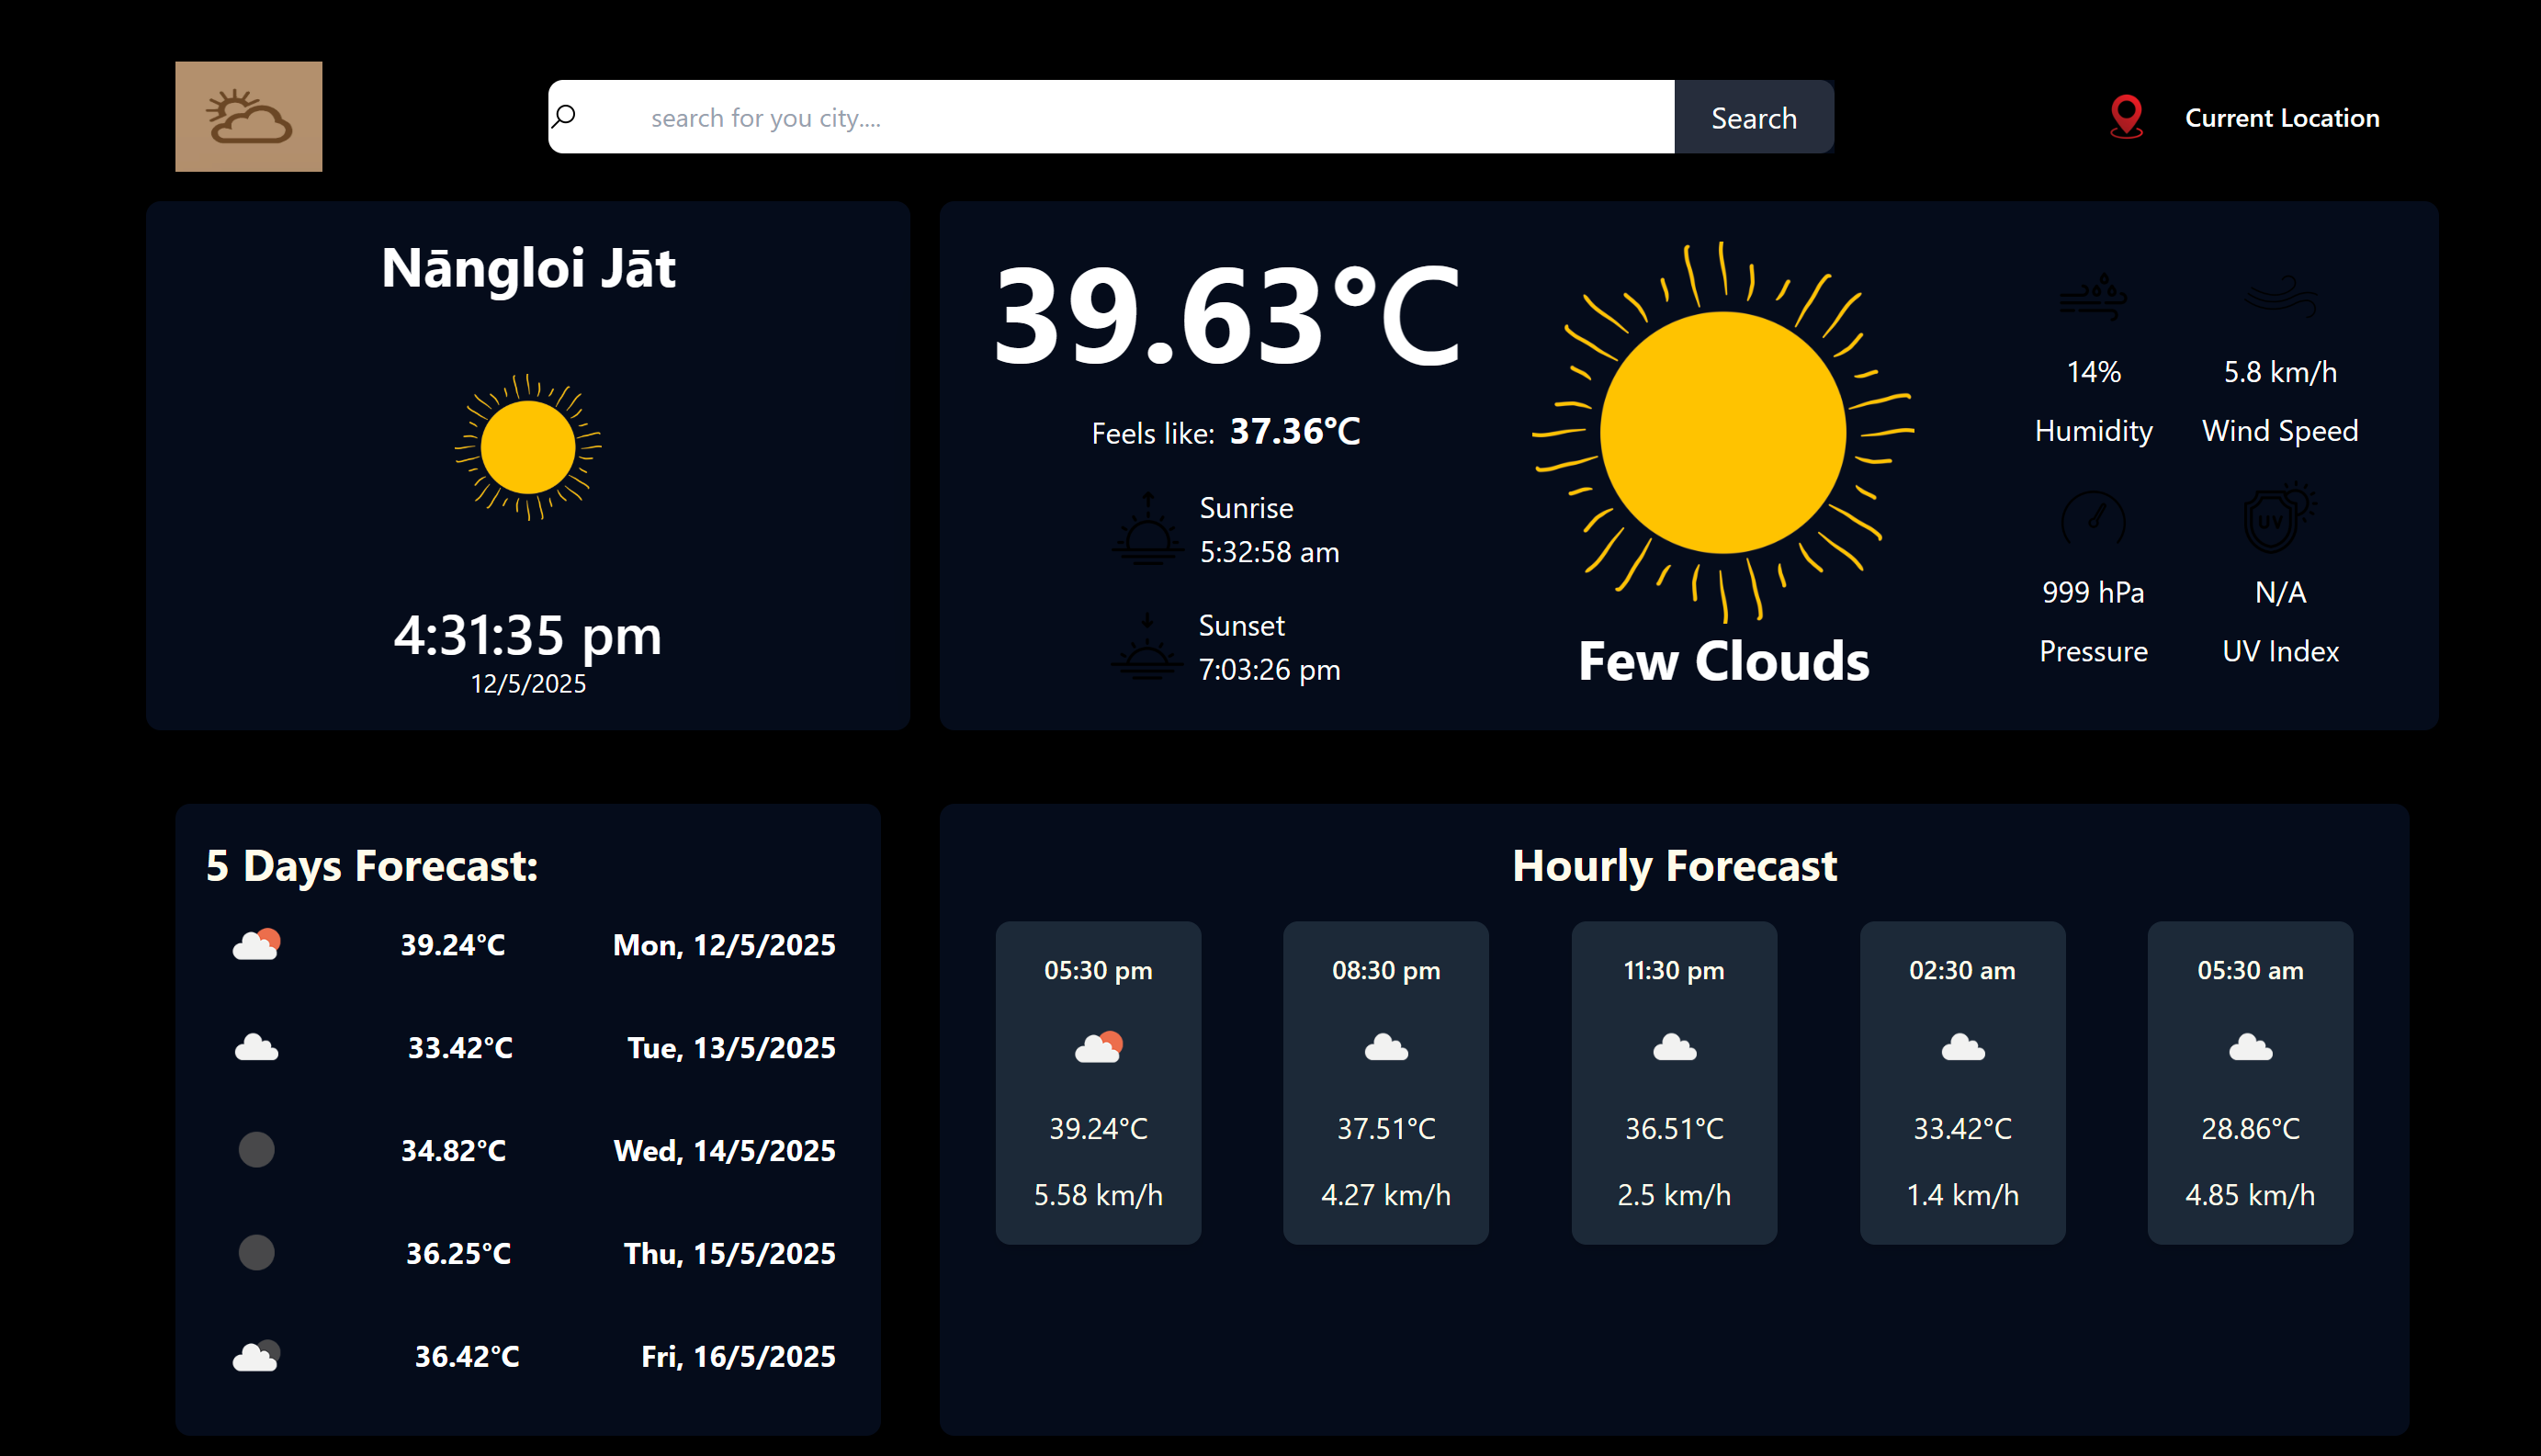 search for you city....
Search
Current Location
Nāngloi Jāt
4:31:35 pm
12/5/2025
39.63°C
Feels like: 37.36°C
Sunrise
5:32:58 am
Sunset
7:03:26 pm
Few Clouds
14%
Humidity
5.8 km/h
Wind Speed
999 hPa
Pressure
UV
N/A
UV Index
5 Days Forecast:
39.24°C Mon, 12/5/2025
33.42°C Tue, 13/5/2025
34.82°C Wed, 14/5/2025
36.25°C Thu, 15/5/2025
36.42°C Fri, 16/5/2025
Hourly Forecast
05:30 pm
39.24°C
5.58 km/h
08:30 pm
37.51°C
4.27 km/h
11:30 pm
36.51°C
2.5 km/h
02:30 am
33.42°C
1.4 km/h
05:30 am
28.86°C
4.85 km/h